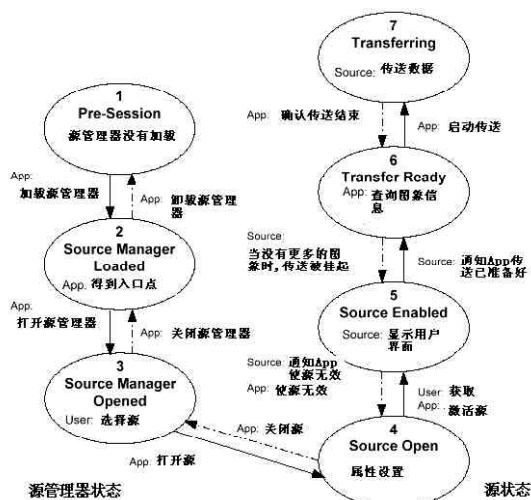 1
Pre-Session
源管理器没有加载
App:
加载源管理器
App:
卸载源管理
器
2
Source Manager
Loaded
App: 得到入口点
App:
打开源管理器
App:
关闭源管理器
3
Source Manager
Opened
User: 选择源
App: 关闭源
App: 打开源
源管理器状态
7
Transferring
Source: 传送数据
App: 确认传送结束
App: 启动传送
6
Transfer Ready
App: 查询图象信
息
Source:
当没有更多的图
象时,传送被挂起
Source: 通知App传
送已准备好
5
Source Enabled
Source: 显示用户
界面
Source: 通知App
使源无效
App: 使源无效
User: 获取
App: 激活源
4
Source Open
属性设置
源状态